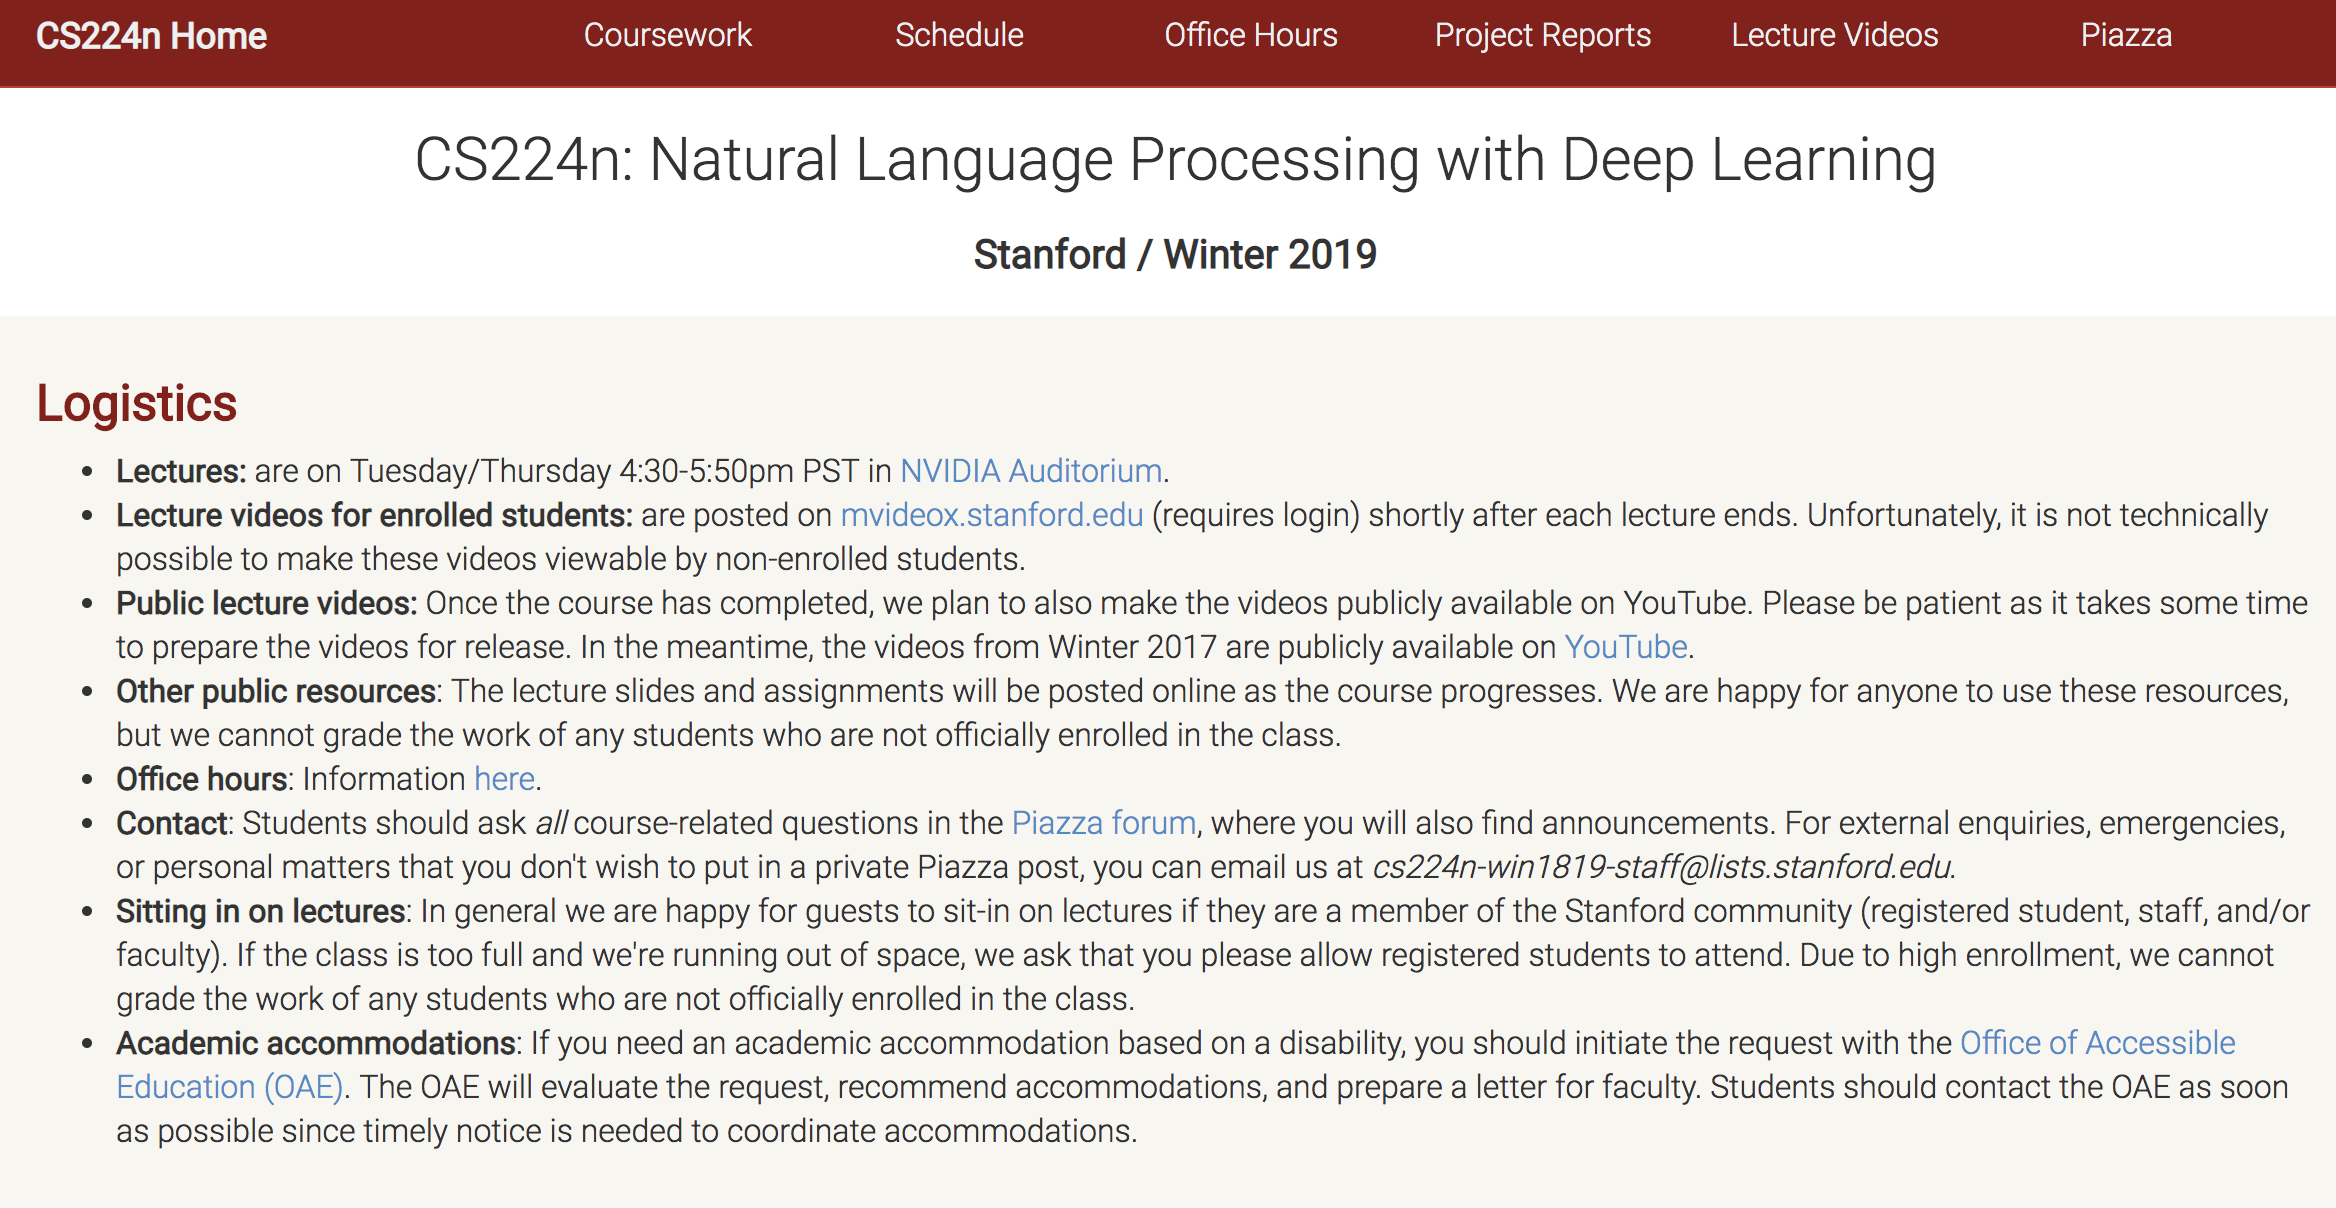 CS224n Home Coursework Schedule Office Hours Project Reports Lecture Videos Piazza
CS224n: Natural Language Processing with Deep Learning
Stanford / Winter 2019
Logistics
• Lectures: are on Tuesday/Thursday 4:30-5:50pm PST in NVIDIA Auditorium.
• Lecture videos for enrolled students: are posted on mvideox.stanford.edu (requires login) shortly after each lecture ends. Unfortunately, it is not technically
possible to make these videos viewable by non-enrolled students.
• Public lecture videos: Once the course has completed, we plan to also make the videos publicly available on YouTube. Please be patient as it takes some time
to prepare the videos for release. In the meantime, the videos from Winter 2017 are publicly available on YouTube.
• Other public resources: The lecture slides and assignments will be posted online as the course progresses. We are happy for anyone to use these resources,
but we cannot grade the work of any students who are not officially enrolled in the class.
• Office hours: Information here.
• Contact: Students should ask all course-related questions in the Piazza forum, where you will also find announcements. For external enquiries, emergencies,
or personal matters that you don't wish to put in a private Piazza post, you can email us at cs224n-win1819-staff@lists.stanford.edu.
• Sitting in on lectures: In general we are happy for guests to sit-in on lectures if they are a member of the Stanford community (registered student, staff, and/or
faculty). If the class is too full and we're running out of space, we ask that you please allow registered students to attend. Due to high enrollment, we cannot
grade the work of any students who are not officially enrolled in the class.
• Academic accommodations: If you need an academic accommodation based on a disability, you should initiate the request with the Office of Accessible
Education (OAE). The OAE will evaluate the request, recommend accommodations, and prepare a letter for faculty. Students should contact the OAE as soon
as possible since timely notice is needed to coordinate accommodations.